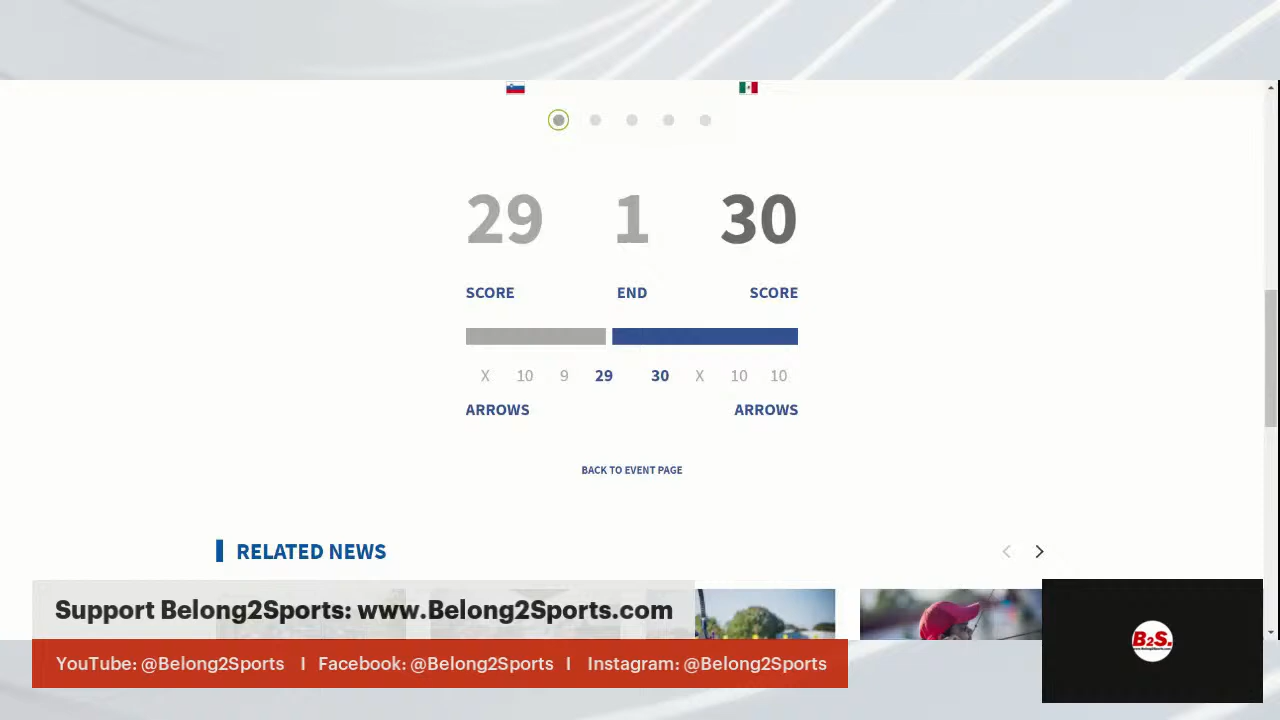 29 1 30
SCORE END SCORE
X 10 9 29 30 X 10 10
ARROWS ARROWS
BACK TO EVENT PAGE
RELATED NEWS
Support Belong2Sports: www.Belong2Sports.com
YouTube: @Belong2Sports I Facebook: @Belong2Sports I Instagram: @Belong2Sports
B2S.